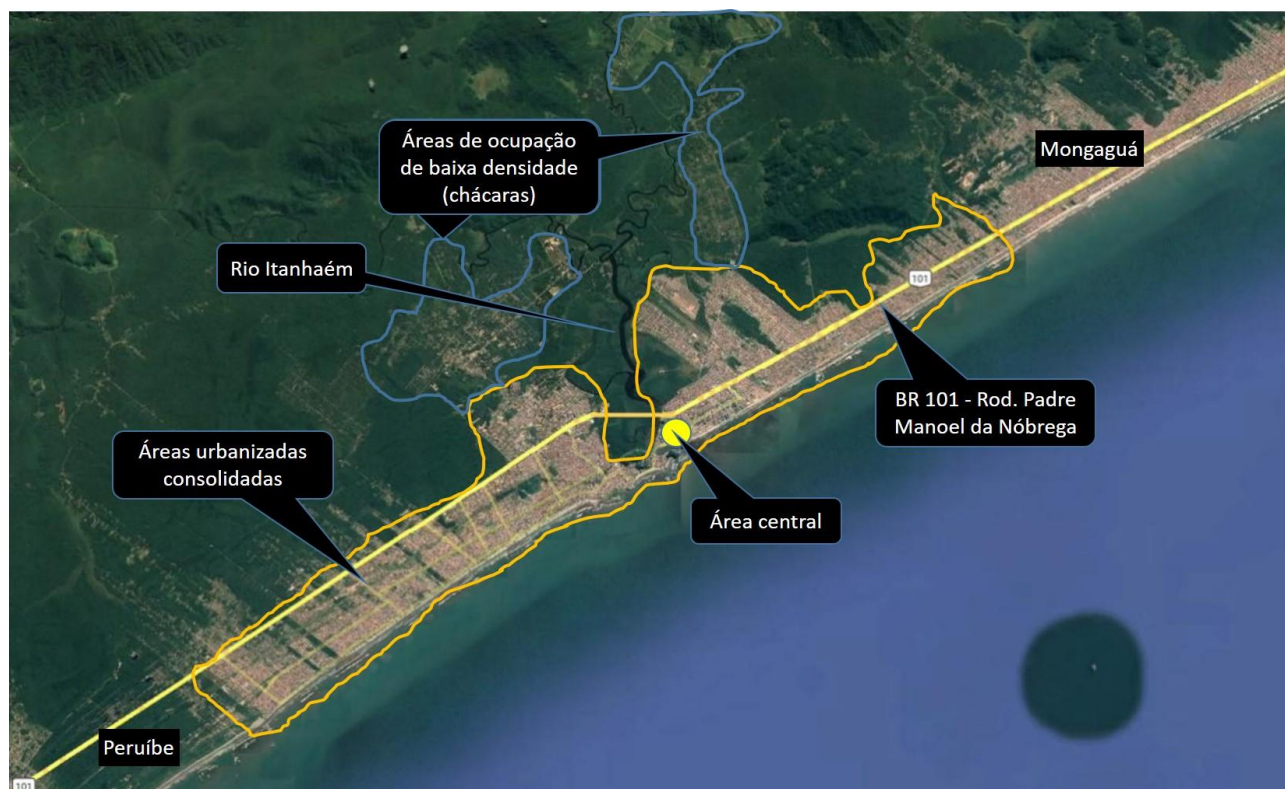 Áreas de ocupação
de baixa densidade
(chácaras)
Mongaguá
Rio Itanhaém
101
BR 101 - Rod. Padre
Manoel da Nóbrega
Áreas urbanizadas
consolidadas
Área central
Peruíbe
101